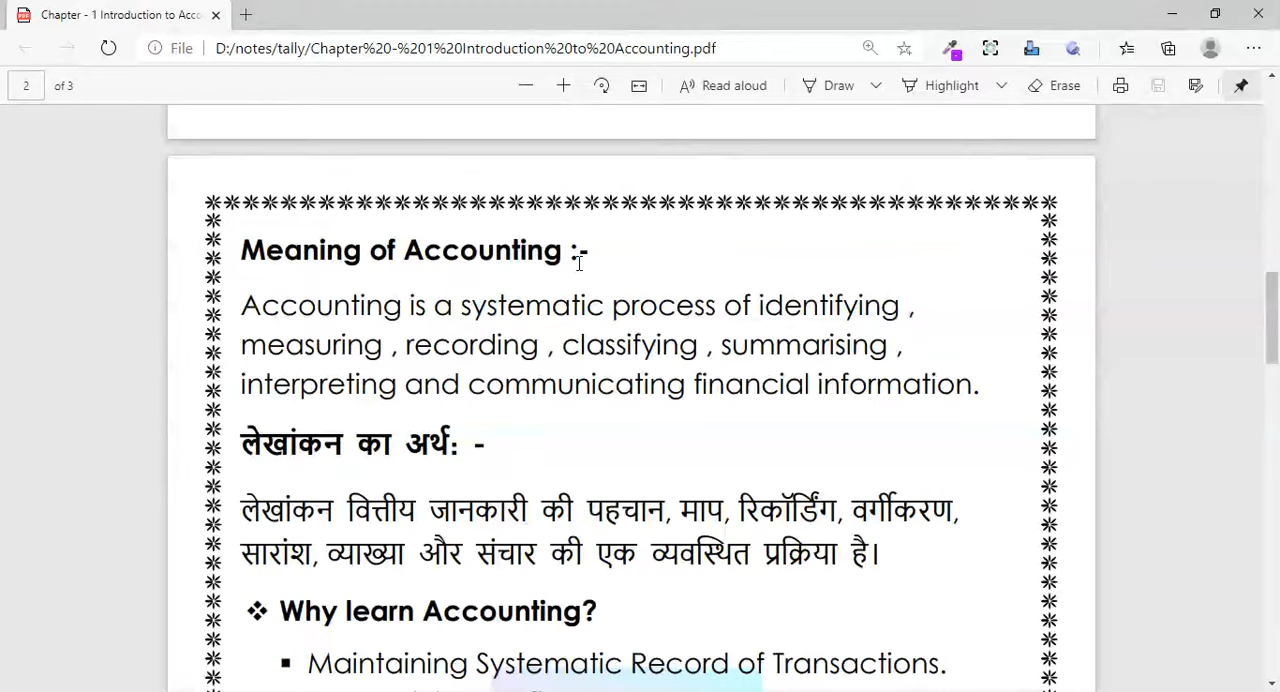 Chapter - 1 Introduction to Acco
File
D:/notes/tally/Chapter%20-%201%20Introduction%20to%20Accounting.pdf
2 of 3
Read aloud
Draw
Highlight
Erase
Meaning of Accounting :-
Accounting is a systematic process of identifying ,
measuring , recording , classifying , summarising ,
interpreting and communicating financial information.
लेखांकन का अर्थ: -
लेखांकन वित्तीय जानकारी की पहचान, माप, रिकॉर्डिंग, वर्गीकरण,
सारांश, व्याख्या और संचार की एक व्यवस्थित प्रक्रिया है।
❖ Why learn Accounting?
▪ Maintaining Systematic Record of Transactions.